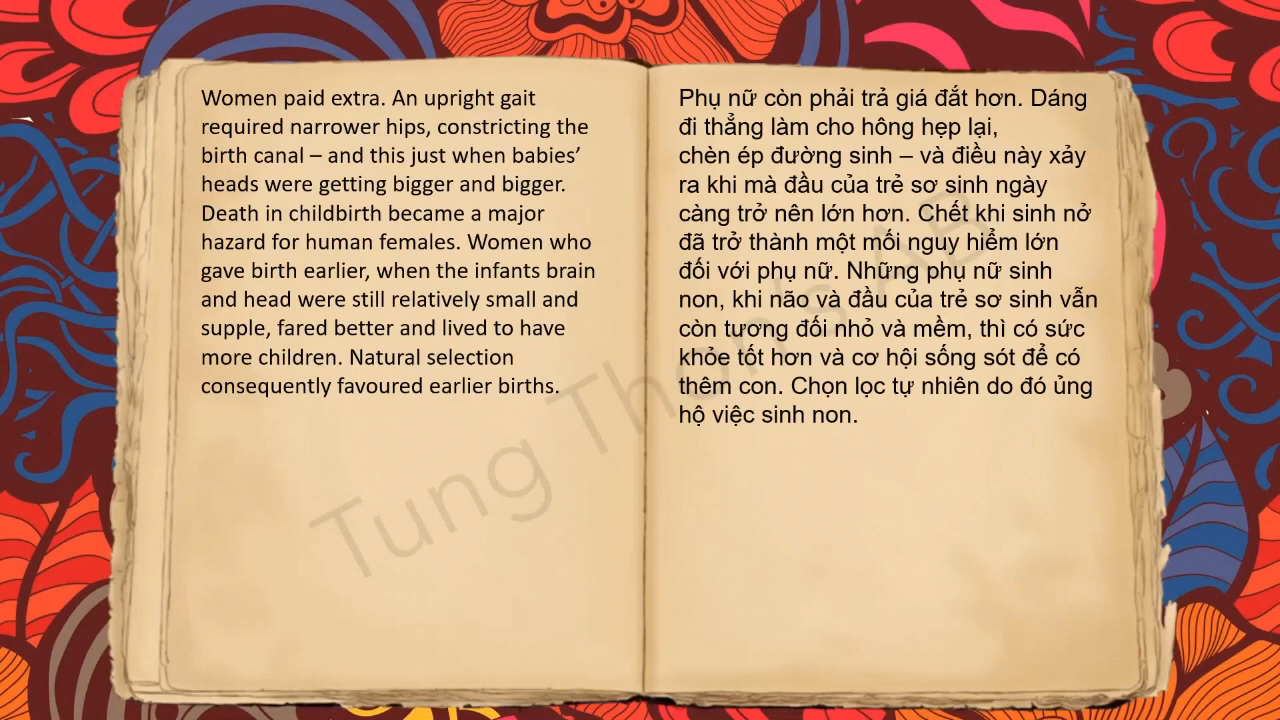 Women paid extra. An upright gait
required narrower hips, constricting the
birth canal – and this just when babies’
heads were getting bigger and bigger.
Death in childbirth became a major
hazard for human females. Women who
gave birth earlier, when the infants brain
and head were still relatively small and
supple, fared better and lived to have
more children. Natural selection
consequently favoured earlier births.
Phụ nữ còn phải trả giá đắt hơn. Dáng
đi thẳng làm cho hông hẹp lại,
chèn ép đường sinh – và điều này xảy
ra khi mà đầu của trẻ sơ sinh ngày
càng trở nên lớn hơn. Chết khi sinh nở
đã trở thành một mối nguy hiểm lớn
đối với phụ nữ. Những phụ nữ sinh
non, khi não và đầu của trẻ sơ sinh vẫn
còn tương đối nhỏ và mềm, thì có sức
khỏe tốt hơn và cơ hội sống sót để có
thêm con. Chọn lọc tự nhiên do đó ủng
hộ việc sinh non.